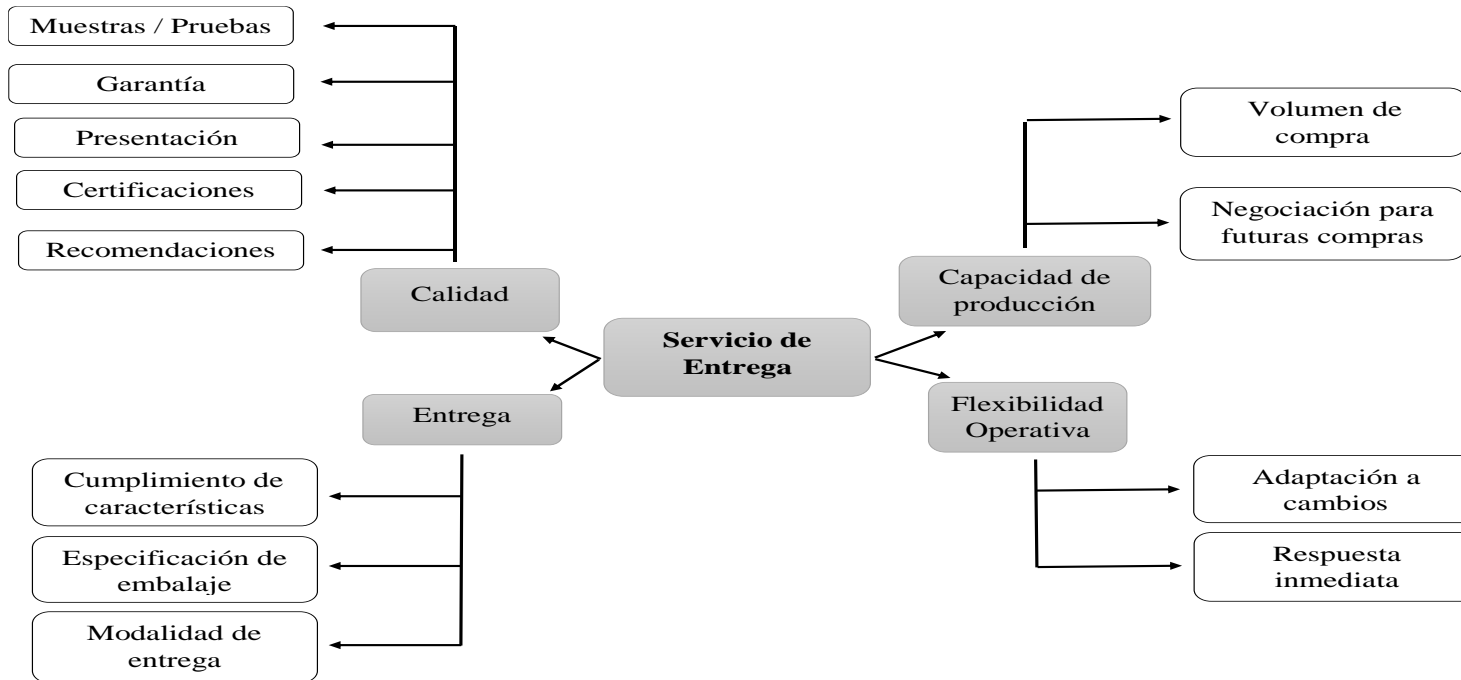 Muestras / Pruebas
Garantía
Presentación
Certificaciones
Recomendaciones
Calidad
Volumen de
compra
Negociación para
futuras compras
Capacidad de
producción
Servicio de
Entrega
Entrega
Cumplimiento de
características
Especificación de
embalaje
Modalidad de
entrega
Flexibilidad
Operativa
Adaptación a
cambios
Respuesta
inmediata